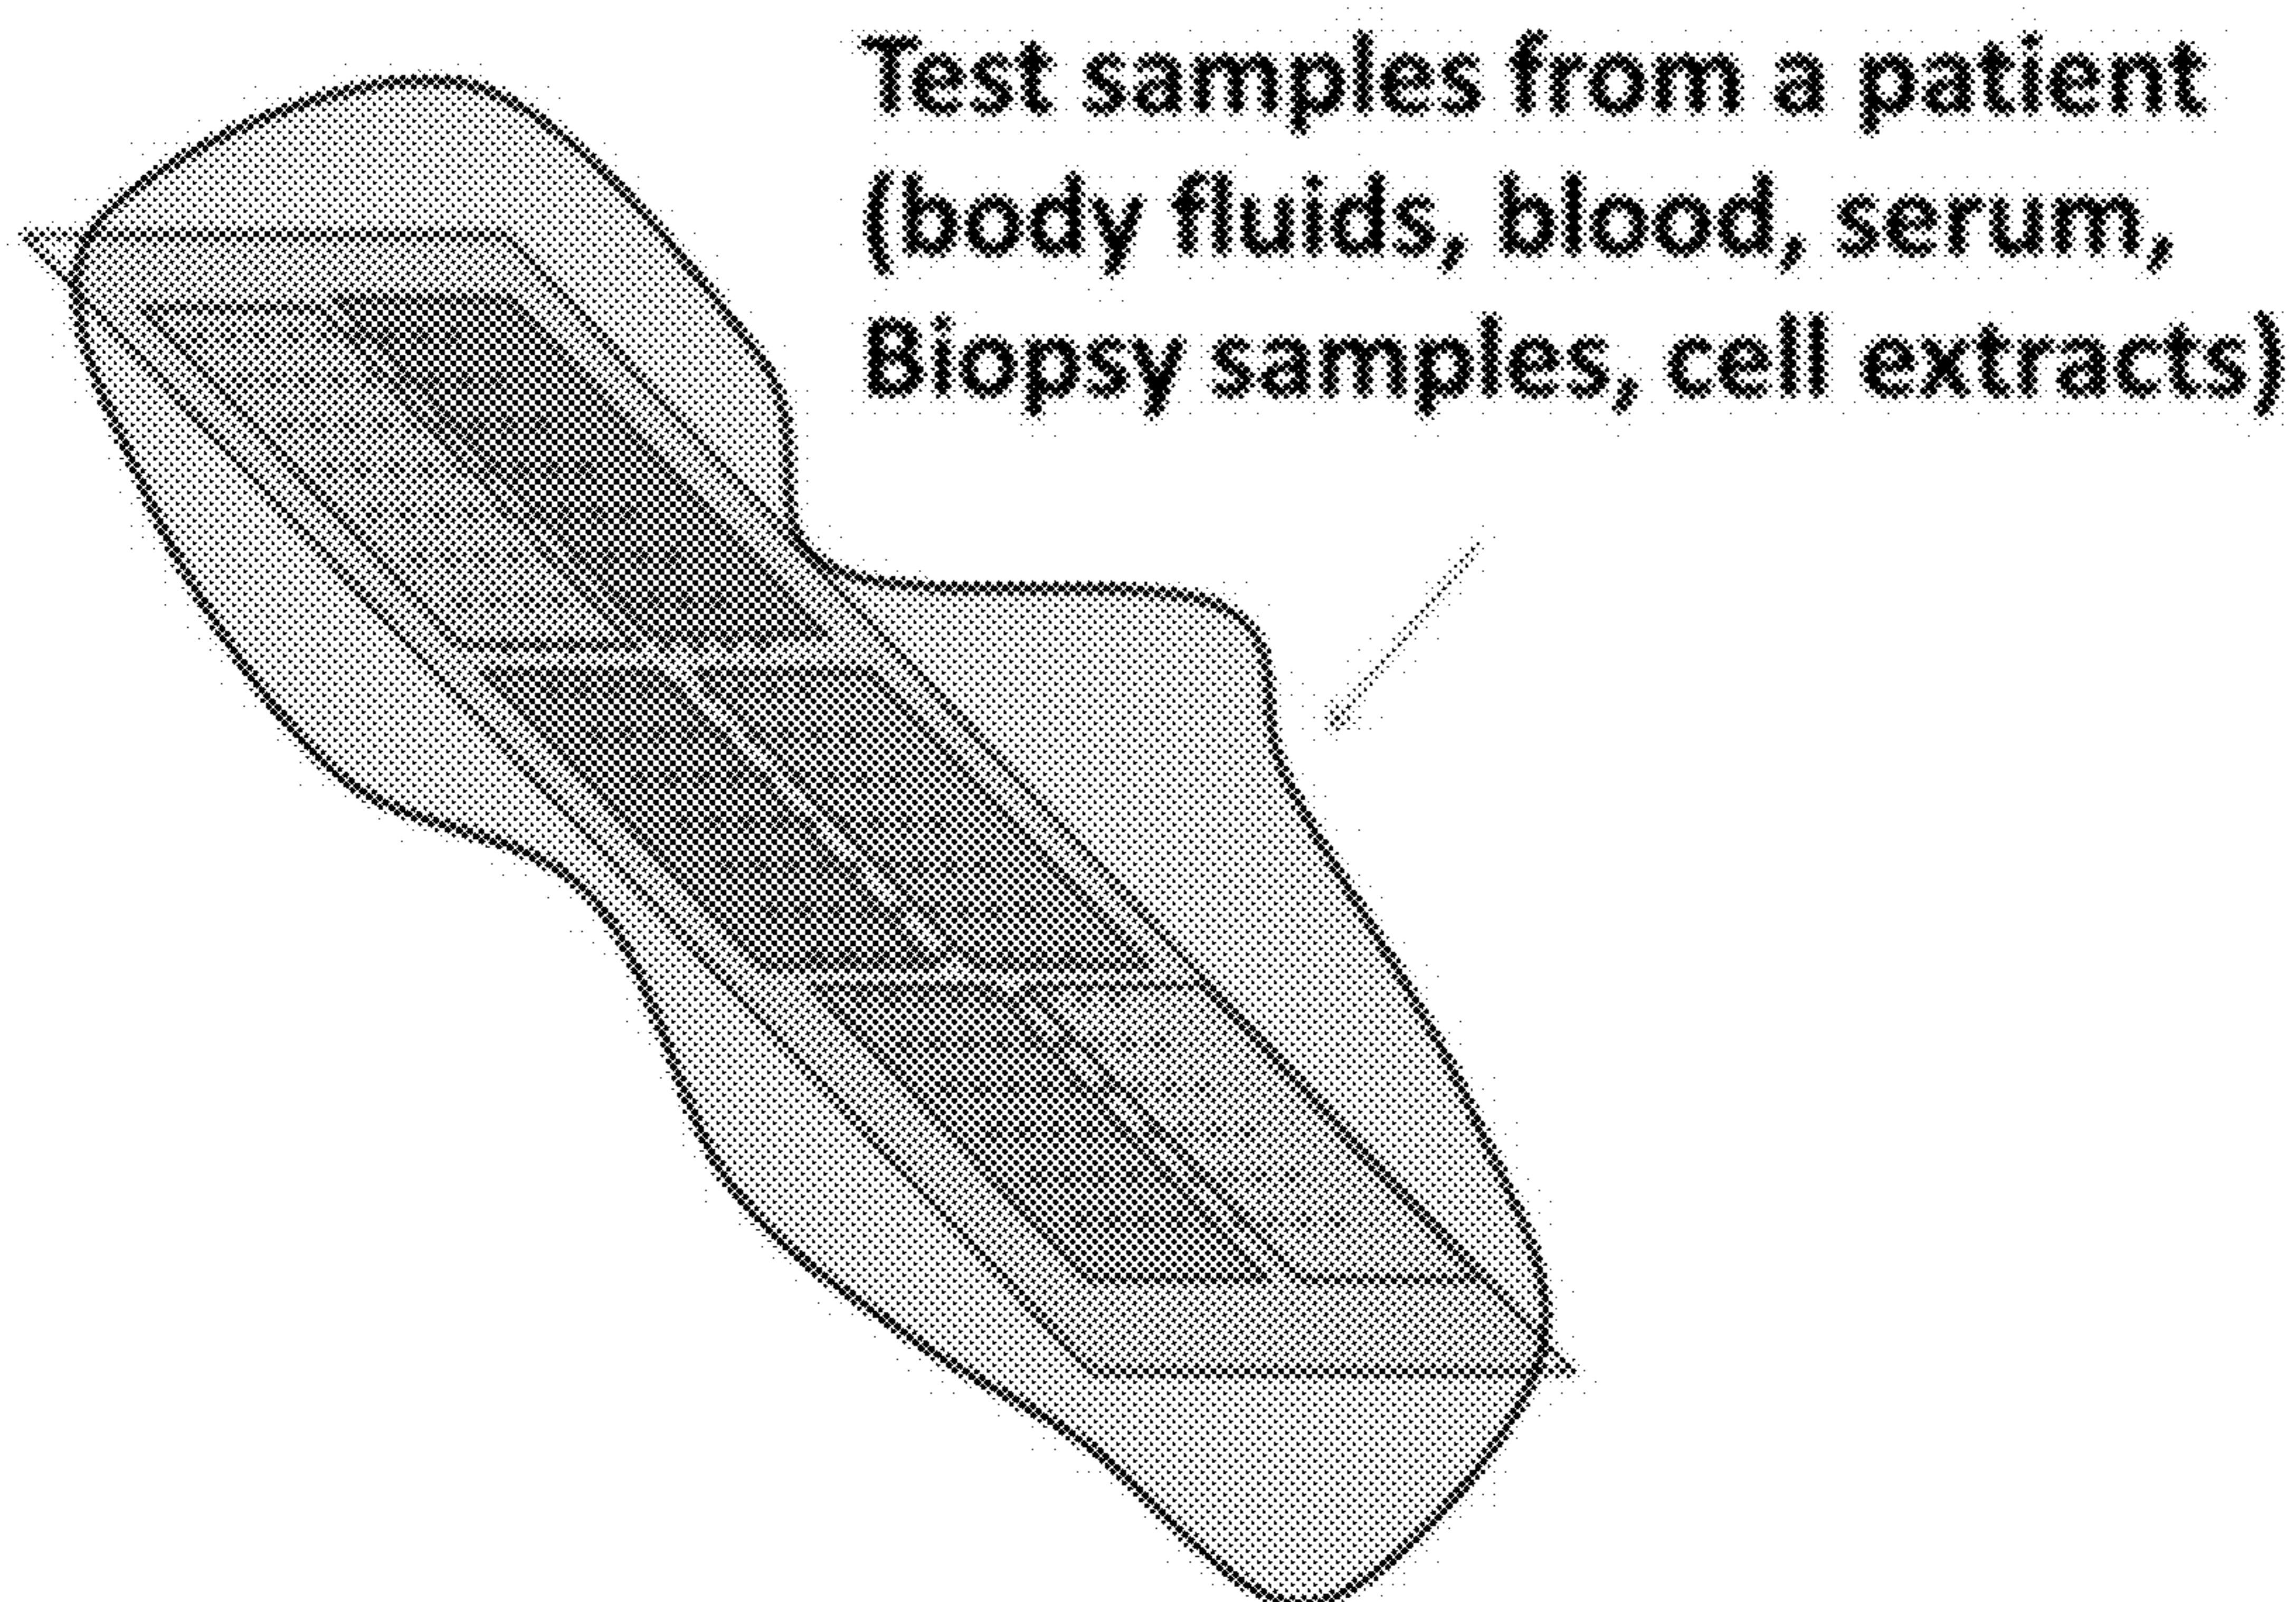 Test samples from a patient
(body fluids, blood, serum,
Biopsy samples, cell extracts)